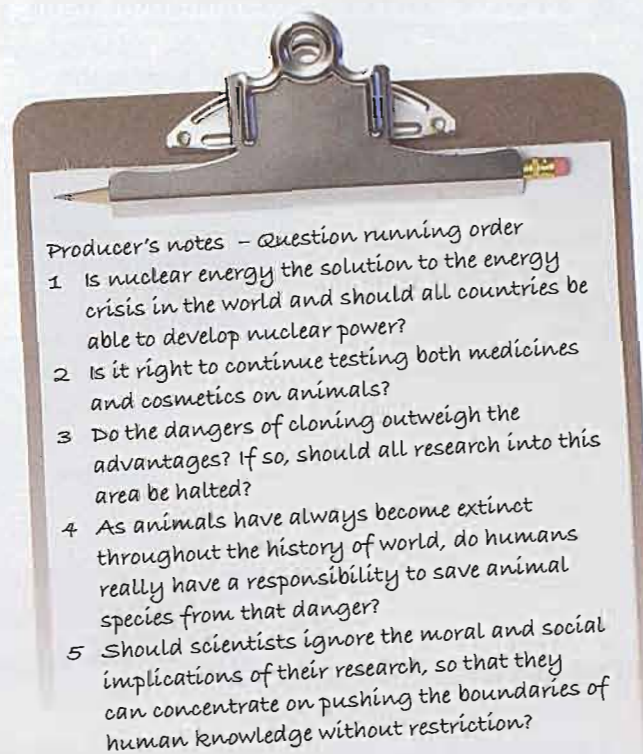 Producer's notes – Question running order
1 Is nuclear energy the solution to the energy
crisis in the world and should all countries be
able to develop nuclear power?
2 Is it right to continue testing both medicines
and cosmetics on animals?
3 Do the dangers of cloning outweigh the
advantages? If so, should all research into this
area be halted?
4 As animals have always become extinct
throughout the history of world, do humans
really have a responsibility to save animal
species from that danger?
5 Should scientists ignore the moral and social
implications of their research, so that they
can concentrate on pushing the boundaries of
human knowledge without restriction?